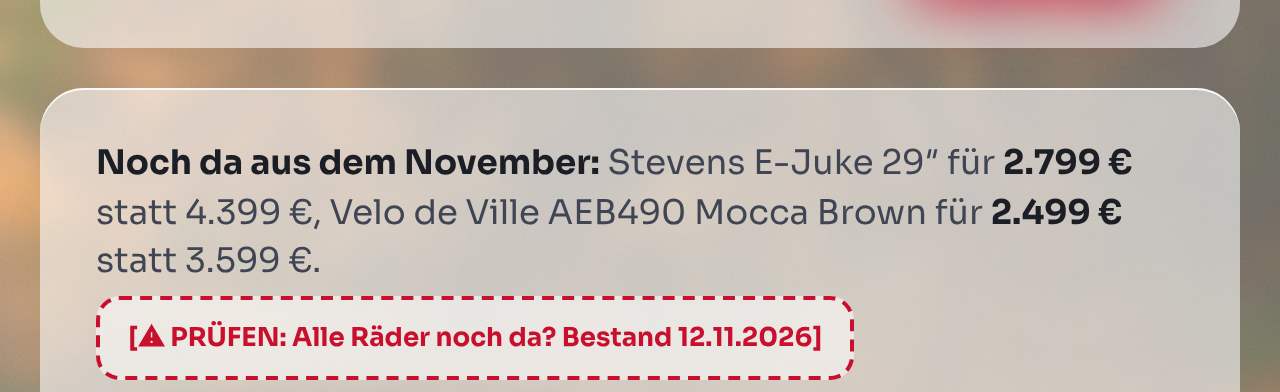 Noch da aus dem November: Stevens E-Juke 29″ für 2.799 €
statt 4.399 €, Velo de Ville AEB490 Mocca Brown für 2.499 €
statt 3.599 €.
[⚠ PRÜFEN: Alle Räder noch da? Bestand 12.11.2026]